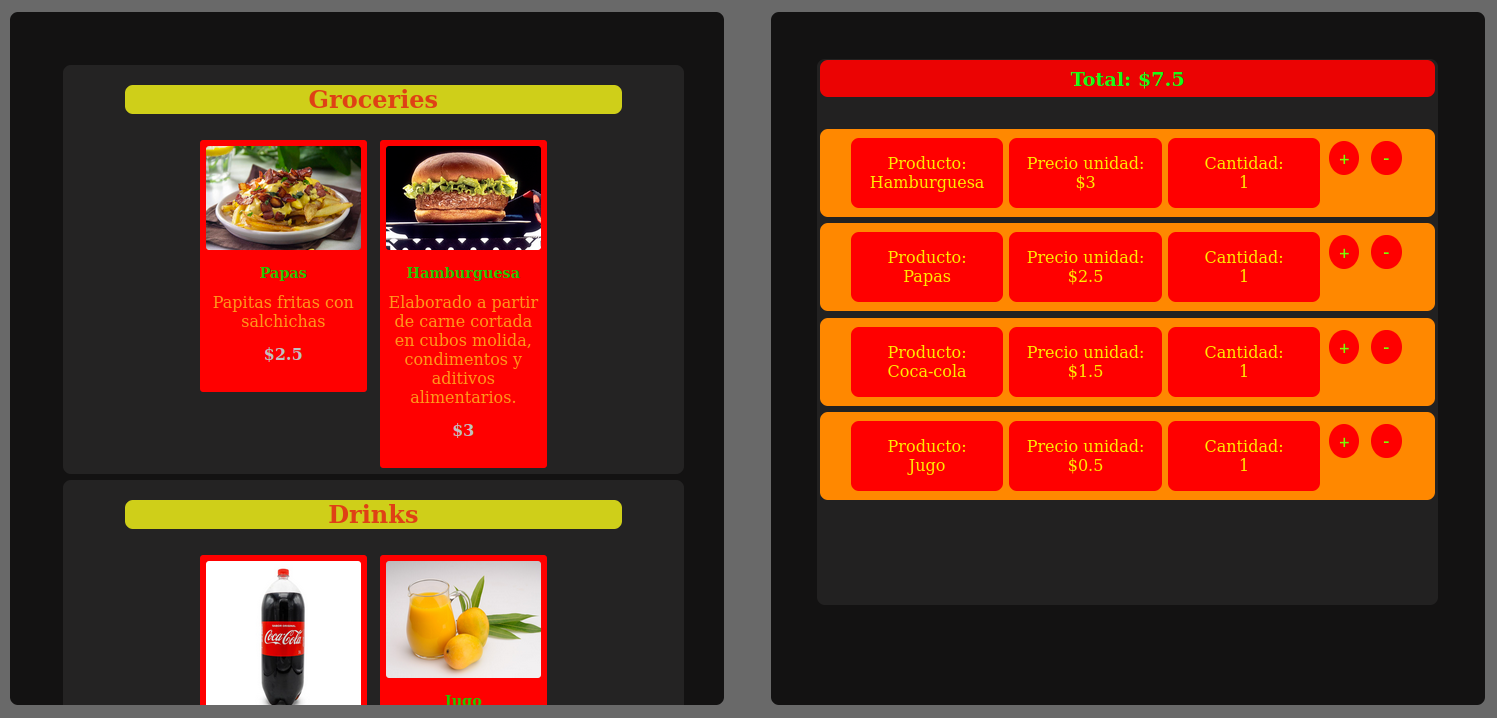 Groceries
Papas
Papitas fritas con
salchichas
$2.5
Hamburguesa
Elaborado a partir
de carne cortada
en cubos molida,
condimentos y
aditivos
alimentarios.
$3
Drinks
Coca-Cola
Jugo
Total: $7.5
Producto:
Hamburguesa
Precio unidad:
$3
Cantidad:
1
+
-
Producto:
Papas
Precio unidad:
$2.5
Cantidad:
1
+
-
Producto:
Coca-cola
Precio unidad:
$1.5
Cantidad:
1
+
-
Producto:
Jugo
Precio unidad:
$0.5
Cantidad:
1
+
-